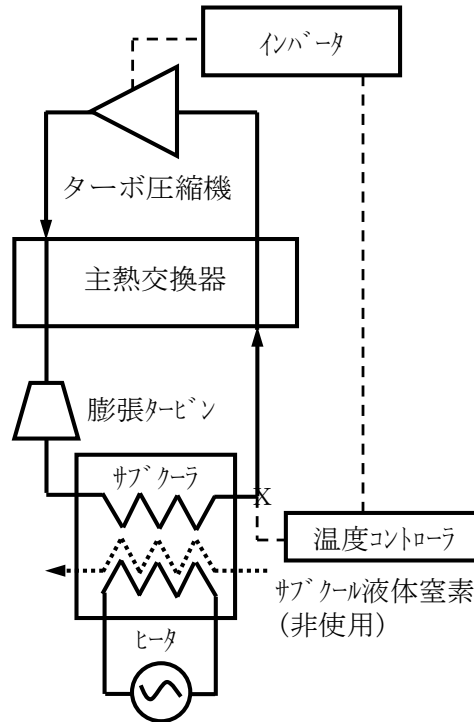 ｲﾝﾊﾞｰﾀ
ターボ圧縮機
主熱交換器
膨張ﾀｰﾋﾞﾝ
ｻﾌﾞｸｰﾗ
X
温度ｺﾝﾄﾛｰﾗ
ｻﾌﾞｸｰﾙ液体窒素
(非使用)
ﾋｰﾀ